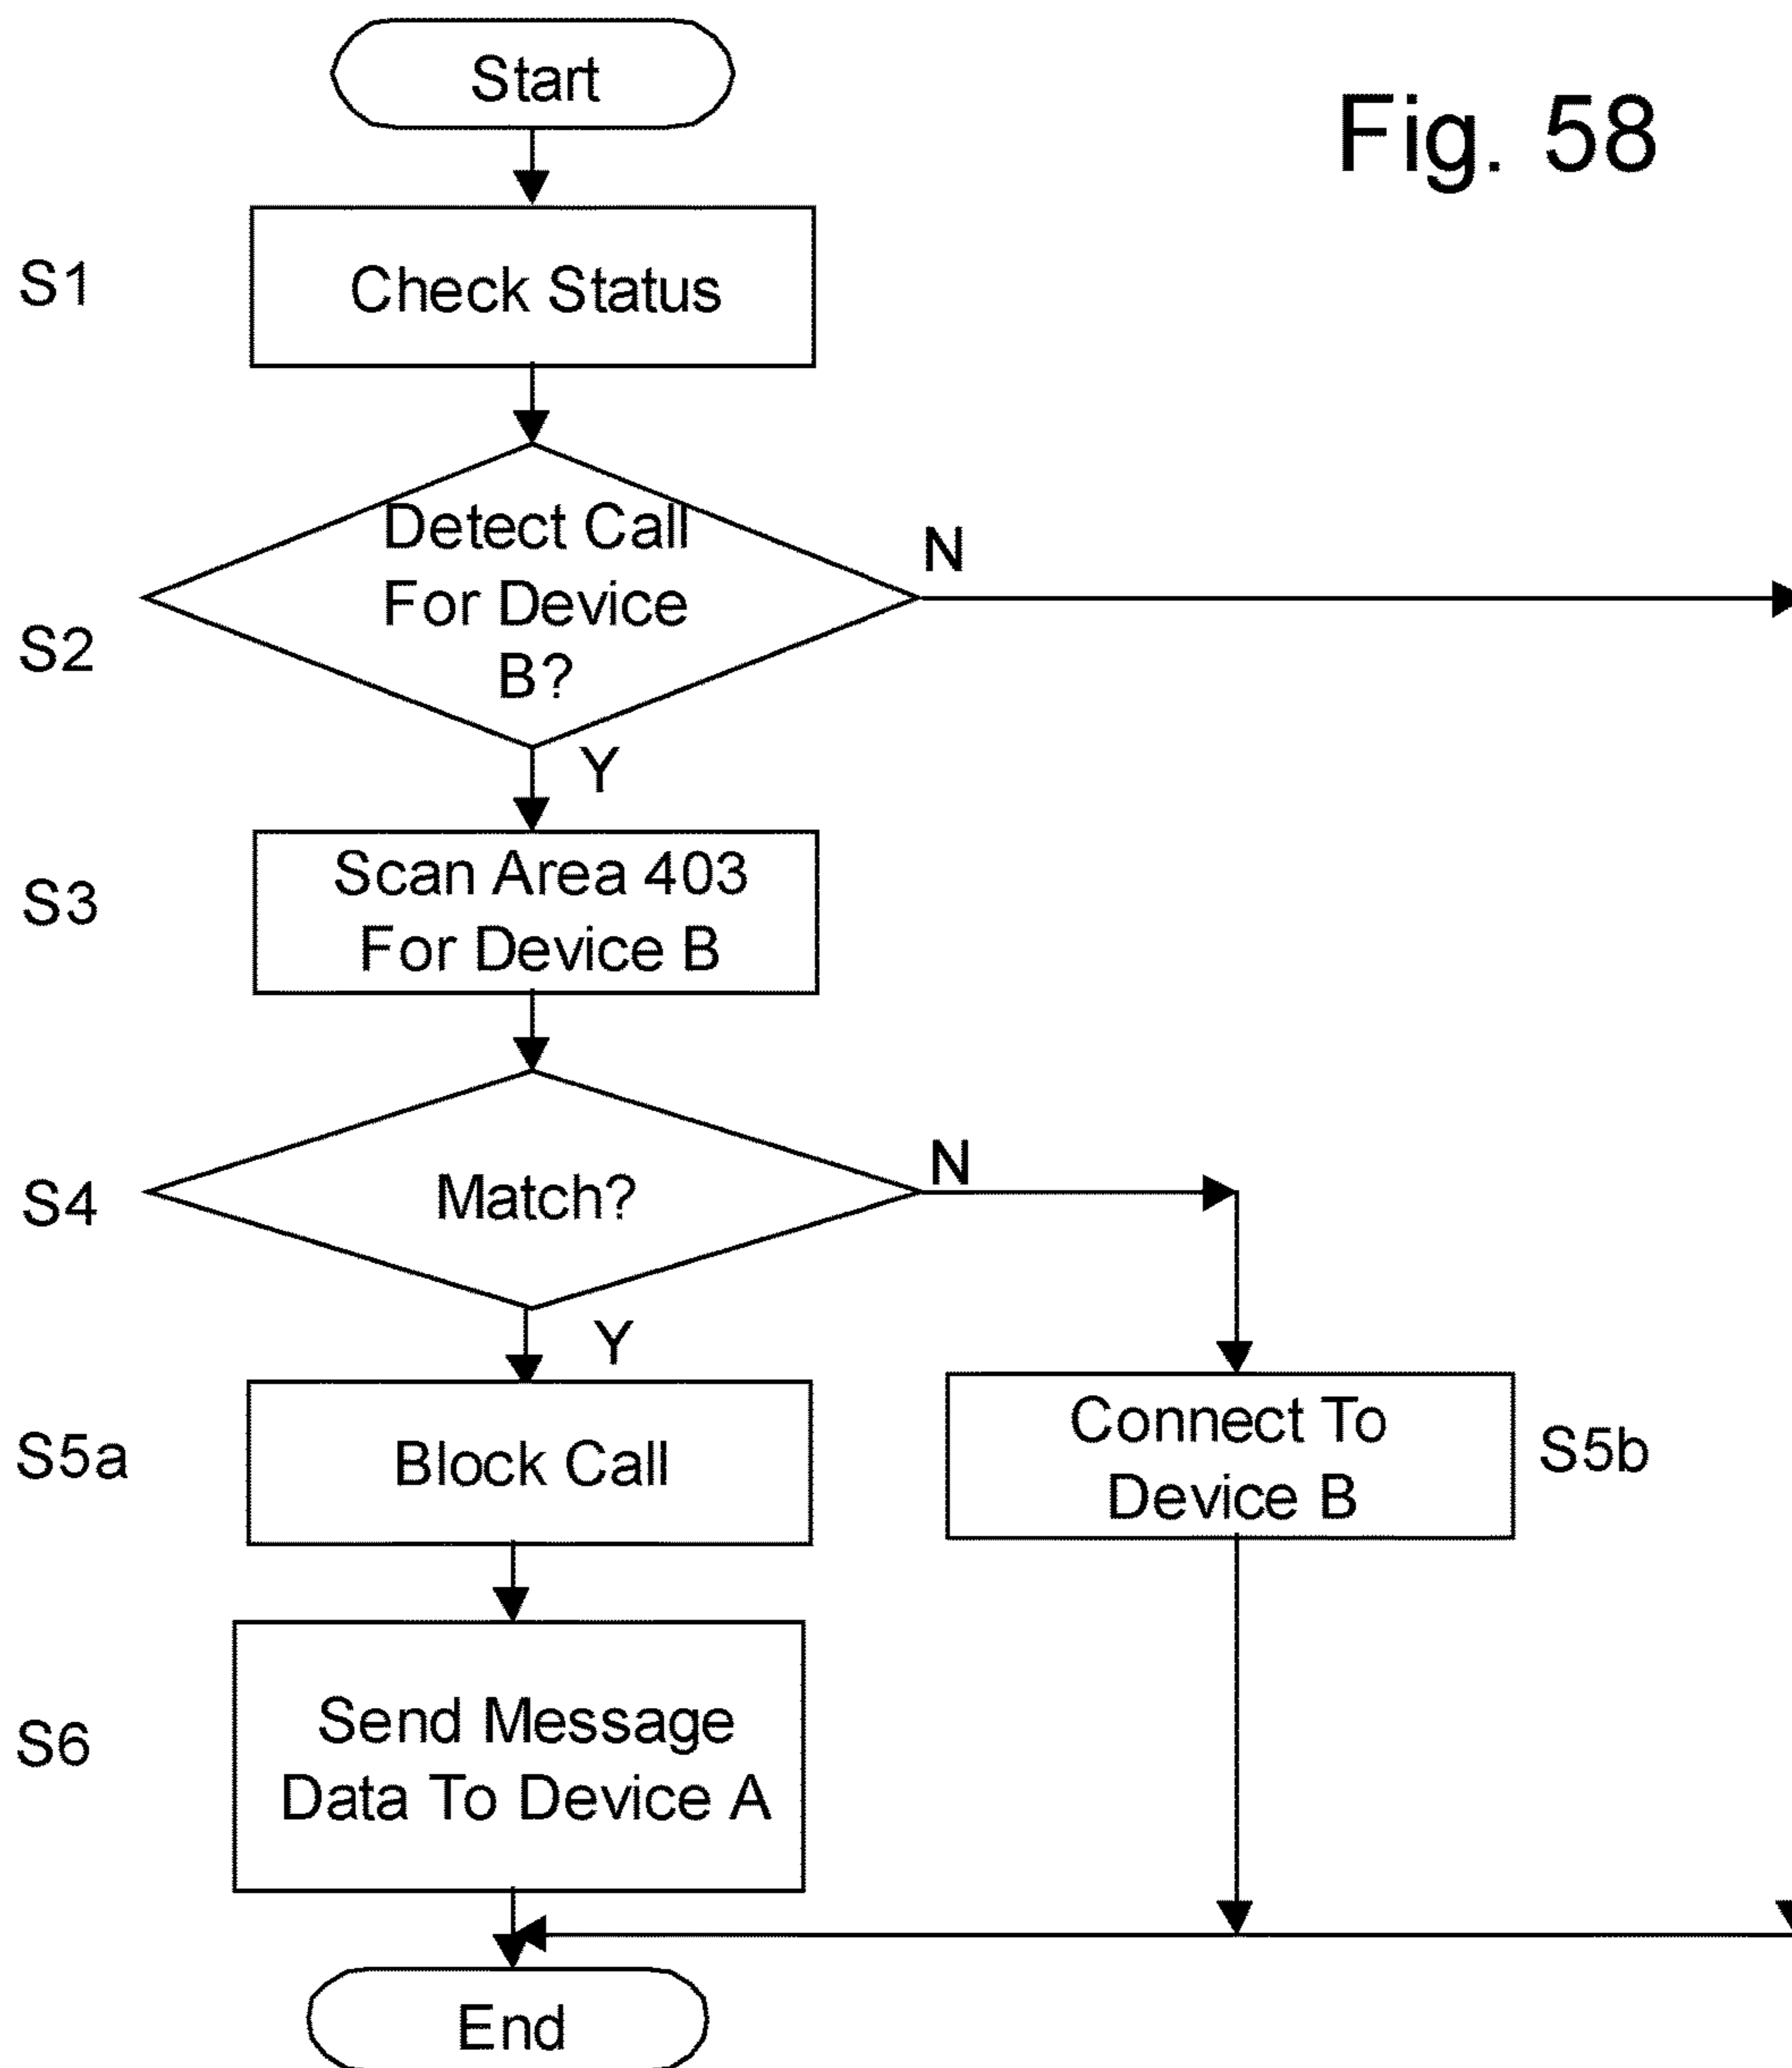 Start
Fig. 58
S1
Check Status
S2
Detect Call
For Device
B?
N
Y
S3
Scan Area 403
For Device B
S4
Match?
N
Y
S5a
Block Call
Connect To
Device B
S5b
S6
Send Message
Data To Device A
End